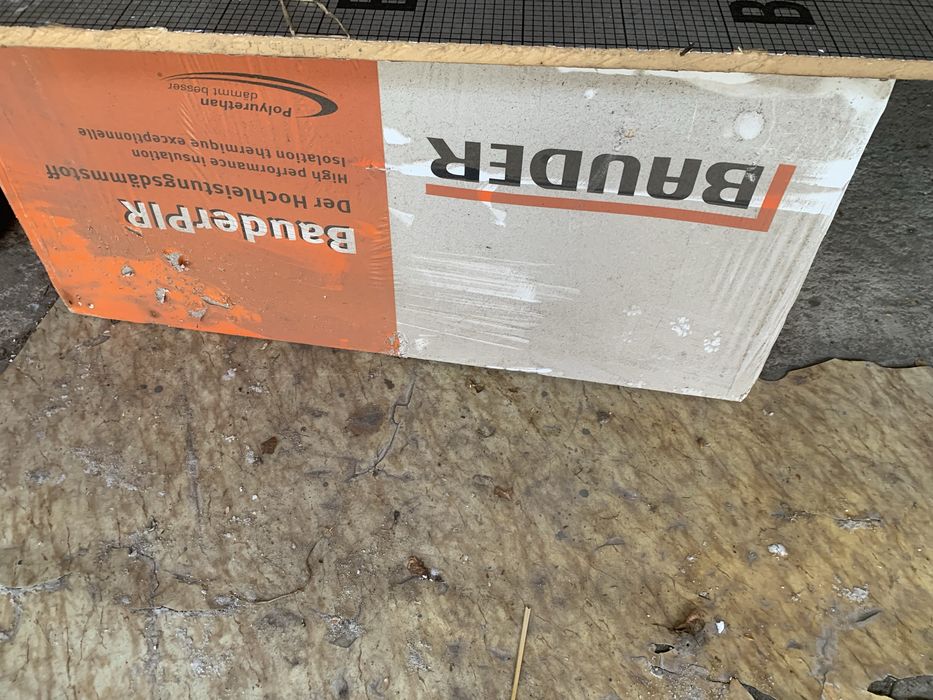 BAUDER
BauderPIR
Der Hochleistungsdämmstoff
High performance insulation
Isolation thermique exceptionnelle
Polyurethan
dämmt besser